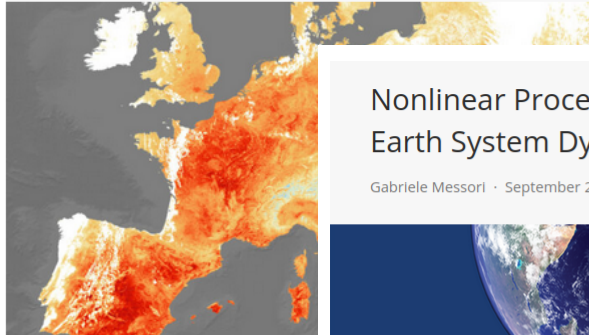 Nonlinear Proce
Earth System Dy
Gabriele Messori · September 2